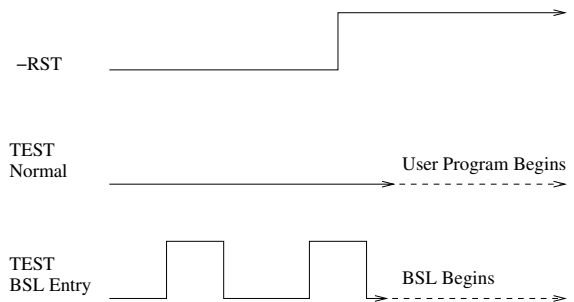 −RST
TEST
Normal
User Program Begins
TEST
BSL Entry
BSL Begins